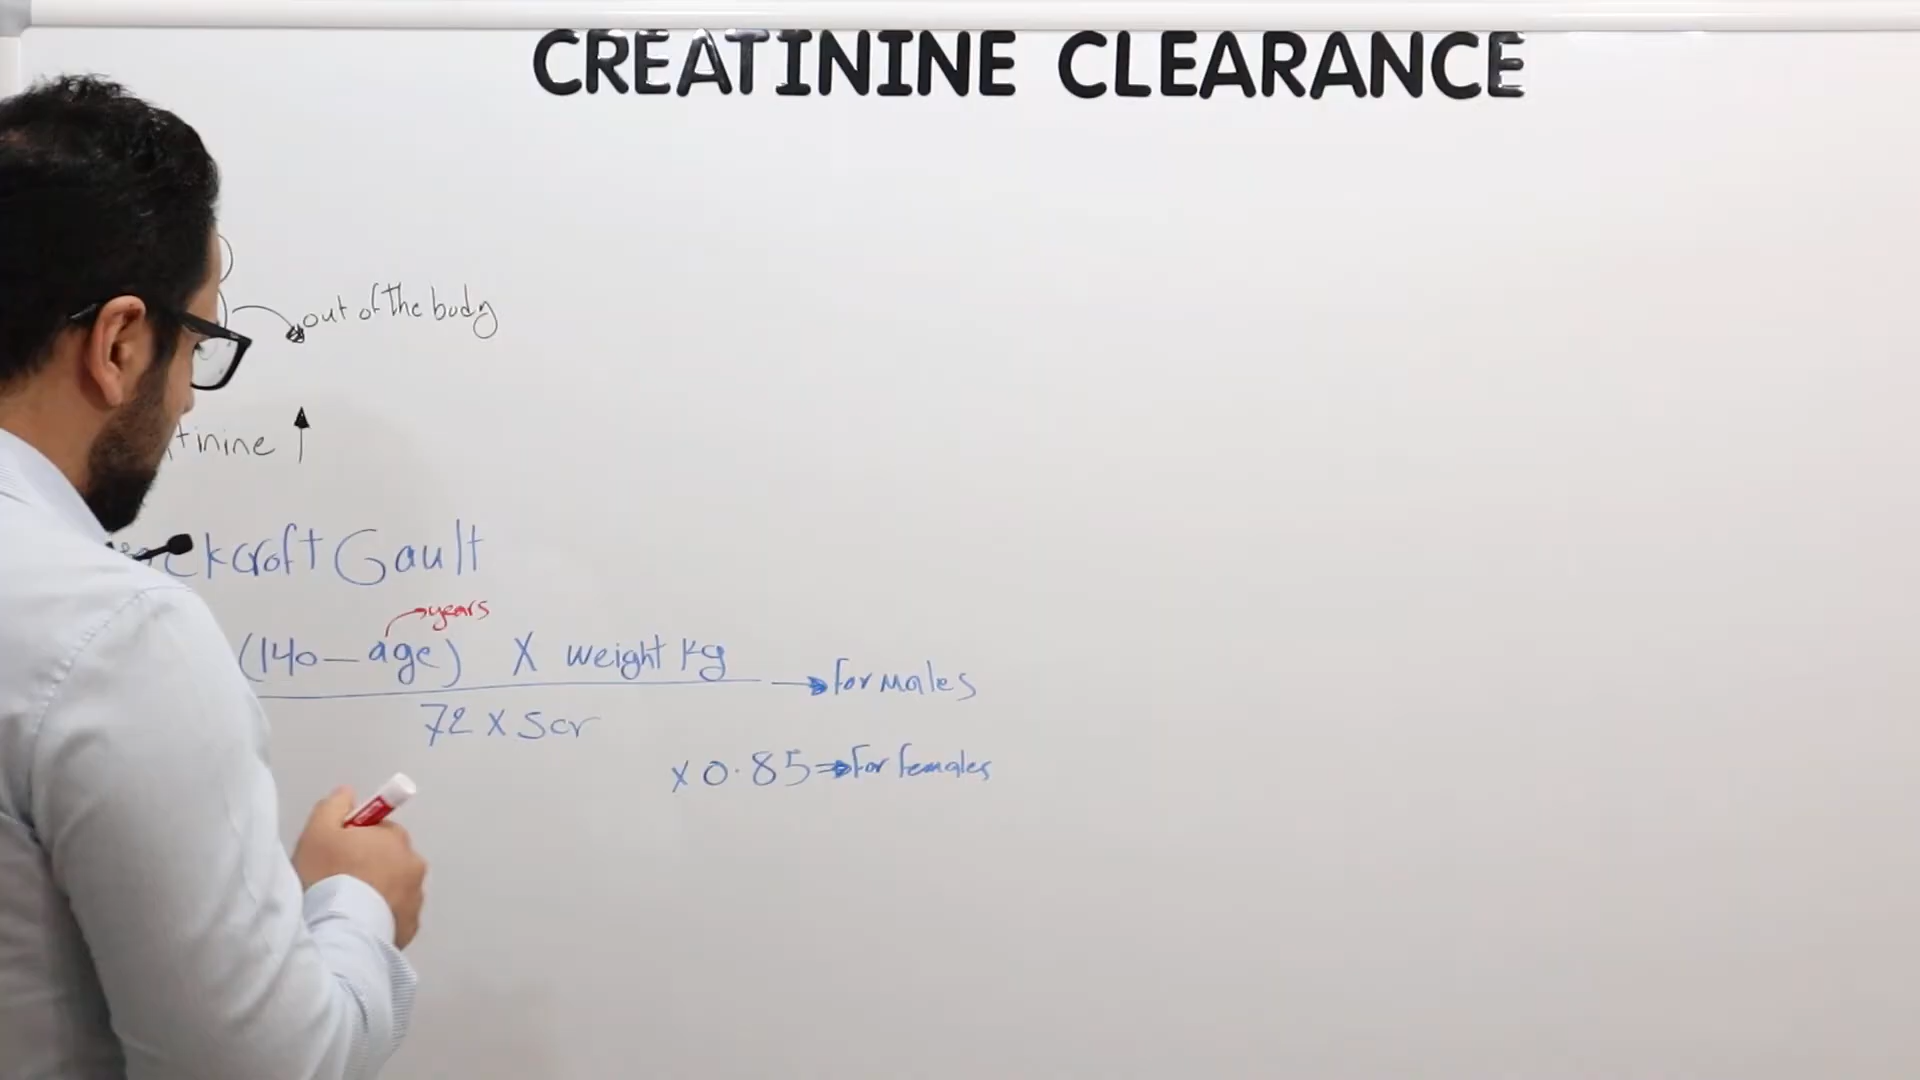 CREATININE CLEARANCE
out of the body
tinine
ckcroft Gault
years
(140-age) X weight kg
for Males
72 x Scr
x 0.85 for females